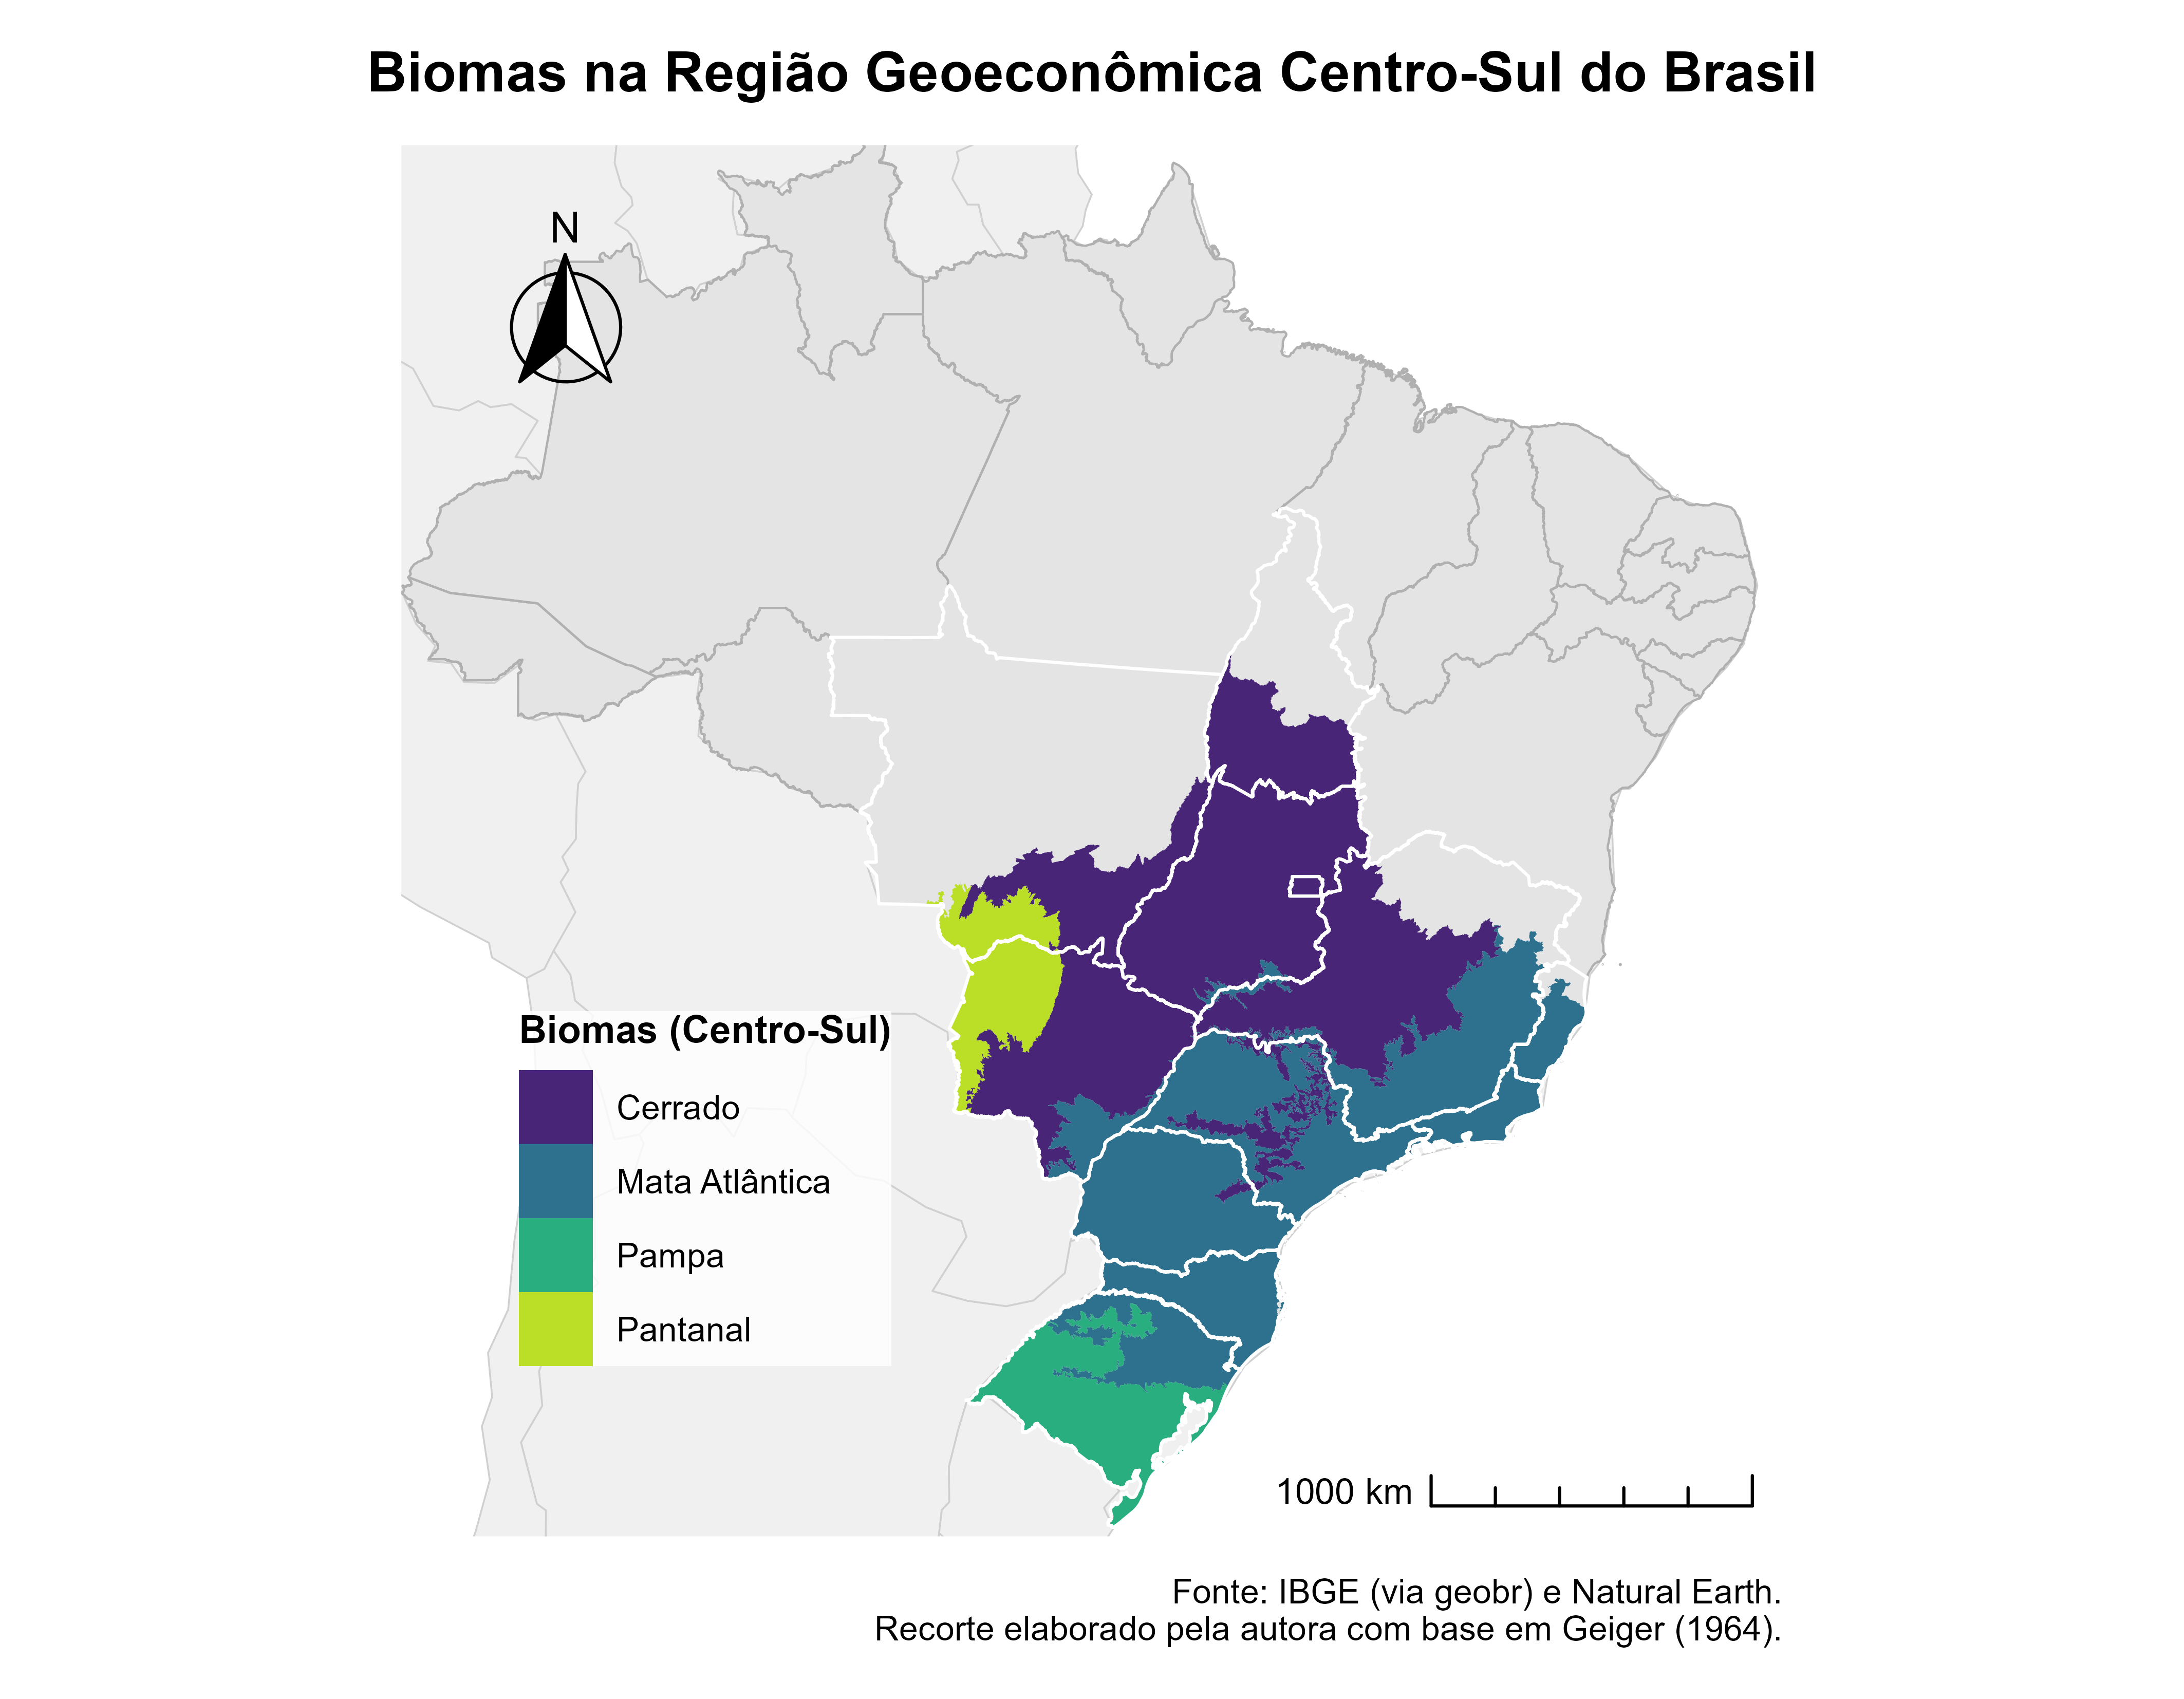 Biomas na Região Geoeconômica Centro-Sul do Brasil
N
Biomas (Centro-Sul)
Cerrado
Mata Atlântica
Pampa
Pantanal
1000 km
Fonte: IBGE (via geobr) e Natural Earth.
Recorte elaborado pela autora com base em Geiger (1964).